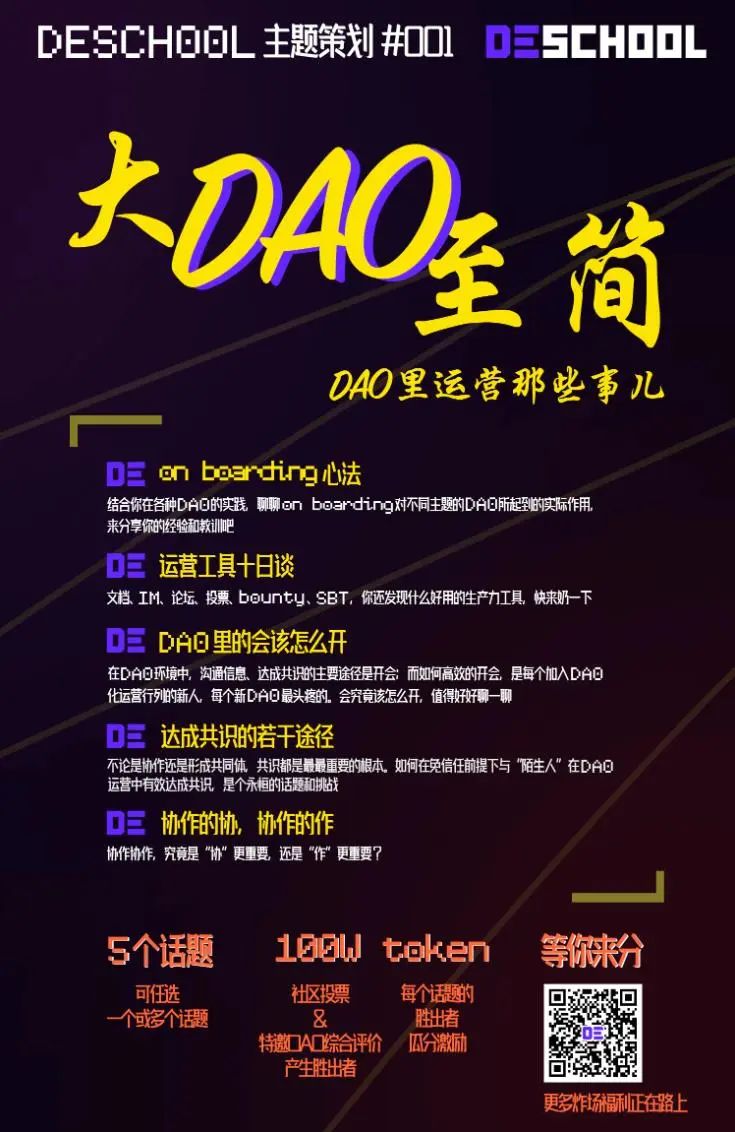 DESCHOOL 主题策划 #001
DESCHOOL
大DAO至简
DAO里运营那些事儿
DE on boarding 心法
结合你在各种DAO的实践，聊聊on boarding对不同主题的DAO所起到的实际作用，
来分享你的经验和教训吧
DE 运营工具十日谈
文档、IM、论坛、投票、bounty、SBT，你还发现什么好用的生产力工具，快来奶一下
DE DAO里的会该怎么开
在DAO环境中，沟通信息、达成共识的主要途径是开会；而如何高效的开会，是每个加入DAO
化运营行列的新人，每个新DAO最头疼的。会究竟该怎么开，值得好好聊一聊
DE 达成共识的若干途径
不论是协作还是形成共同体，共识都是最最重要的根本。如何在免信任前提下与“陌生人”在DAO
运营中有效达成共识，是个永恒的话题和挑战
DE 协作的协，协作的作
协作协作，究竟是“协”更重要，还是“作”更重要？
5个话题
可任选
一个或多个话题
100W token
社区投票
&
特邀DAO综合评价
产生胜出者
每个话题的
胜出者
瓜分激励
等你来分
DE
更多炸场福利正在路上